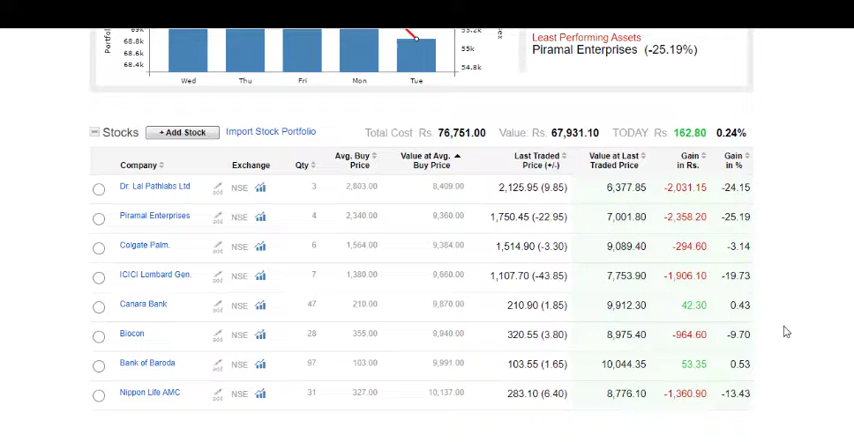 69k
68.8k
68.6k
68.4k
Wed Thu Fri Mon Tue
55.2k
55k
54.8k
Least Performing Assets
Piramal Enterprises (-25.19%)
Stocks + Add Stock Import Stock Portfolio Total Cost Rs. 76,751.00 Value: Rs. 67,931.10 TODAY Rs 162.80 0.24%
Company Exchange Qty Avg. Buy Price Value at Avg. Buy Price Last Traded Price (+/-) Value at Last Traded Price Gain in Rs. Gain in %
Dr. Lal Pathlabs Ltd add NSE 3 2,803.00 8,409.00 2,125.95 (9.85) 6,377.85 -2,031.15 -24.15
Piramal Enterprises add NSE 4 2,340.00 9,360.00 1,750.45 (-22.95) 7,001.80 -2,358.20 -25.19
Colgate Palm. add NSE 6 1,564.00 9,384.00 1,514.90 (-3.30) 9,089.40 -294.60 -3.14
ICICI Lombard Gen. add NSE 7 1,380.00 9,660.00 1,107.70 (-43.85) 7,753.90 -1,906.10 -19.73
Canara Bank add NSE 47 210.00 9,870.00 210.90 (1.85) 9,912.30 42.30 0.43
Biocon add NSE 28 355.00 9,940.00 320.55 (3.80) 8,975.40 -964.60 -9.70
Bank of Baroda add NSE 97 103.00 9,991.00 103.55 (1.65) 10,044.35 53.35 0.53
Nippon Life AMC add NSE 31 327.00 10,137.00 283.10 (6.40) 8,776.10 -1,360.90 -13.43